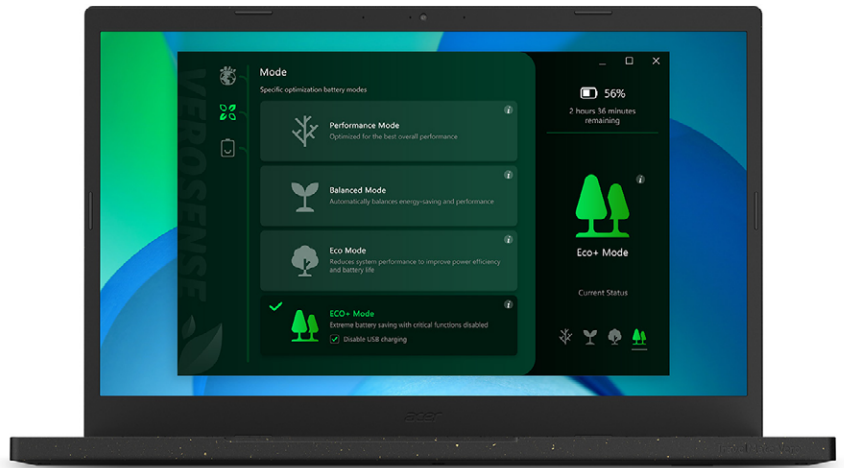 VEROSENSE
Mode
Specific optimization battery modes
Performance Mode
Optimized for the best overall performance
Balanced Mode
Automatically balances energy-saving and performance
Eco Mode
Reduces system performance to improve power efficiency
and battery life
ECO+ Mode
Extreme battery saving with critical functions disabled
Disable USB charging
56%
2 hours 36 minutes
remaining
Eco+ Mode
Current Status
acer